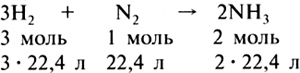 3H₂ + N₂ → 2NH₃
3 моль 1 моль 2 моль
3 · 22,4 л 22,4 л 2 · 22,4 л